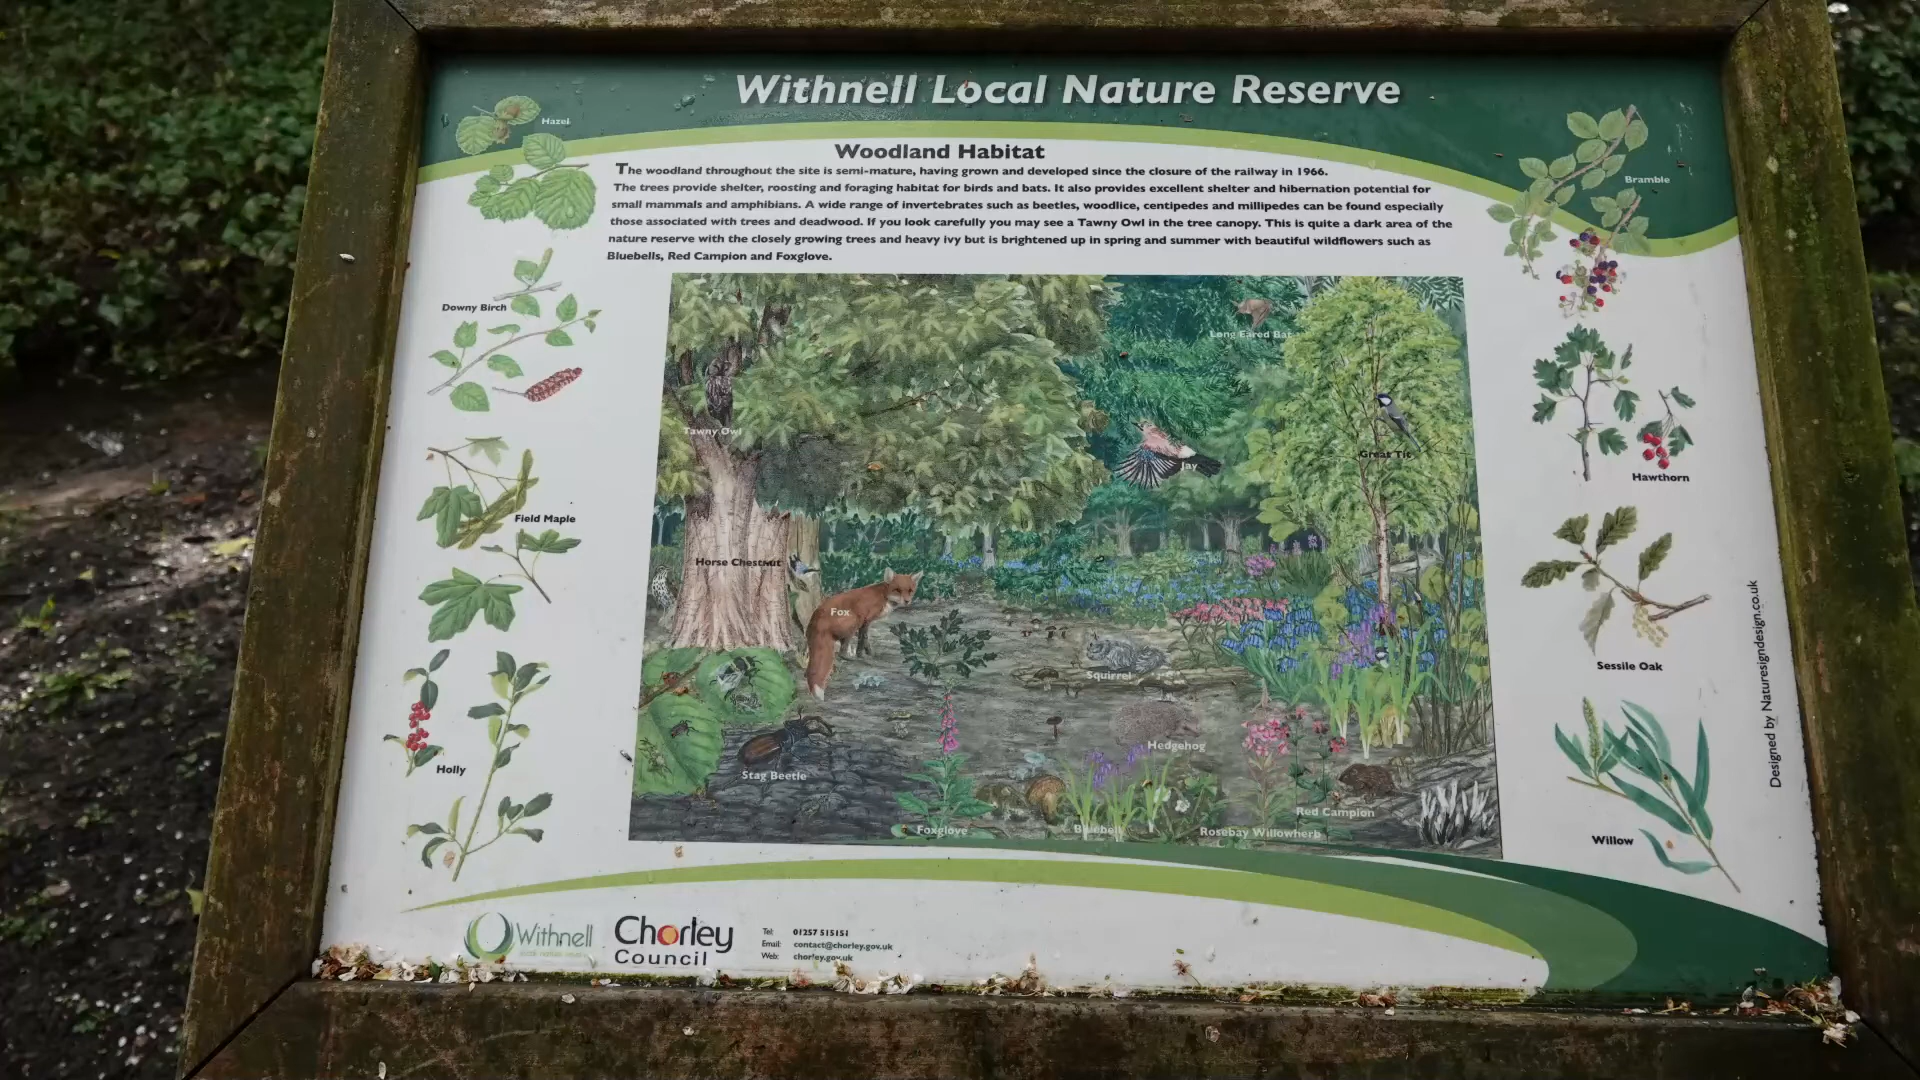 Withnell Local Nature Reserve
Hazel
Woodland Habitat
The woodland throughout the site is semi-mature, having grown and developed since the closure of the railway in 1966.
The trees provide shelter, roosting and foraging habitat for birds and bats. It also provides excellent shelter and hibernation potential for
small mammals and amphibians. A wide range of invertebrates such as beetles, woodlice, centipedes and millipedes can be found especially
those associated with trees and deadwood. If you look carefully you may see a Tawny Owl in the tree canopy. This is quite a dark area of the
nature reserve with the closely growing trees and heavy ivy but is brightened up in spring and summer with beautiful wildflowers such as
Bluebells, Red Campion and Foxglove.
Bramble
Downy Birch
Long Eared Bat
Tawny Owl
Jay
Great Tit
Hawthorn
Field Maple
Horse Chestnut
Fox
Squirrel
Sessile Oak
Holly
Stag Beetle
Hedgehog
Foxglove
Bluebell
Rosebay Willowherb
Red Campion
Willow
Designed by Naturesigndesign.co.uk
Withnell
Chorley
Council
Tel: 01257 515151
Email: contact@chorley.gov.uk
Web: chorley.gov.uk